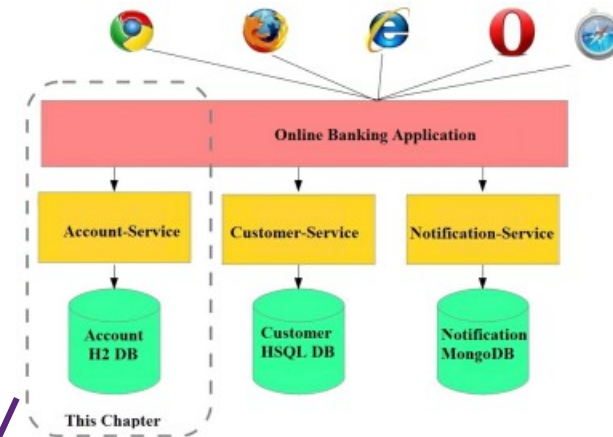 Online Banking Application
Account-Service
Customer-Service
Notification-Service
Account
H2 DB
Customer
HSQL DB
Notification
MongoDB
This Chapter